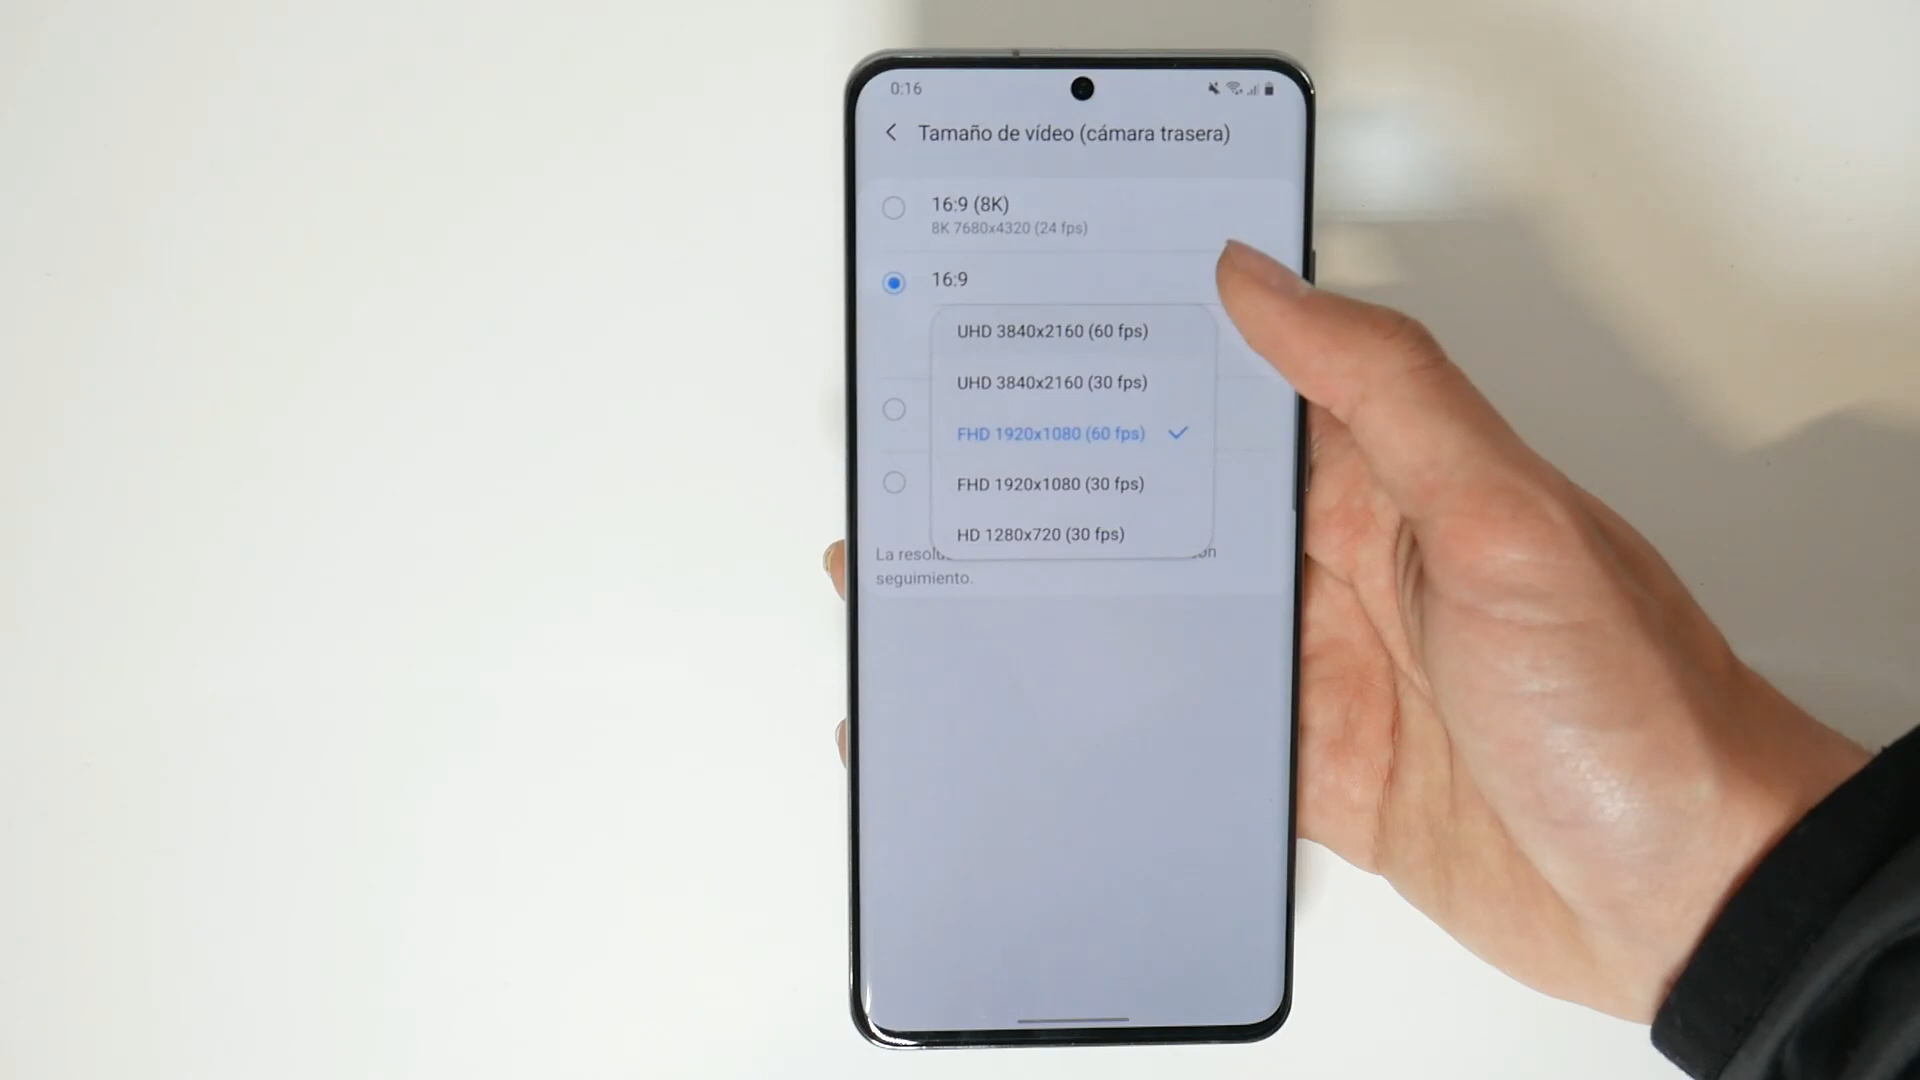 0:16
Tamaño de vídeo (cámara trasera)
16:9 (8K)
8K 7680x4320 (24 fps)
16:9
UHD 3840x2160 (60 fps)
UHD 3840x2160 (30 fps)
FHD 1920x1080 (60 fps)
FHD 1920x1080 (30 fps)
HD 1280x720 (30 fps)
La
seguimiento.